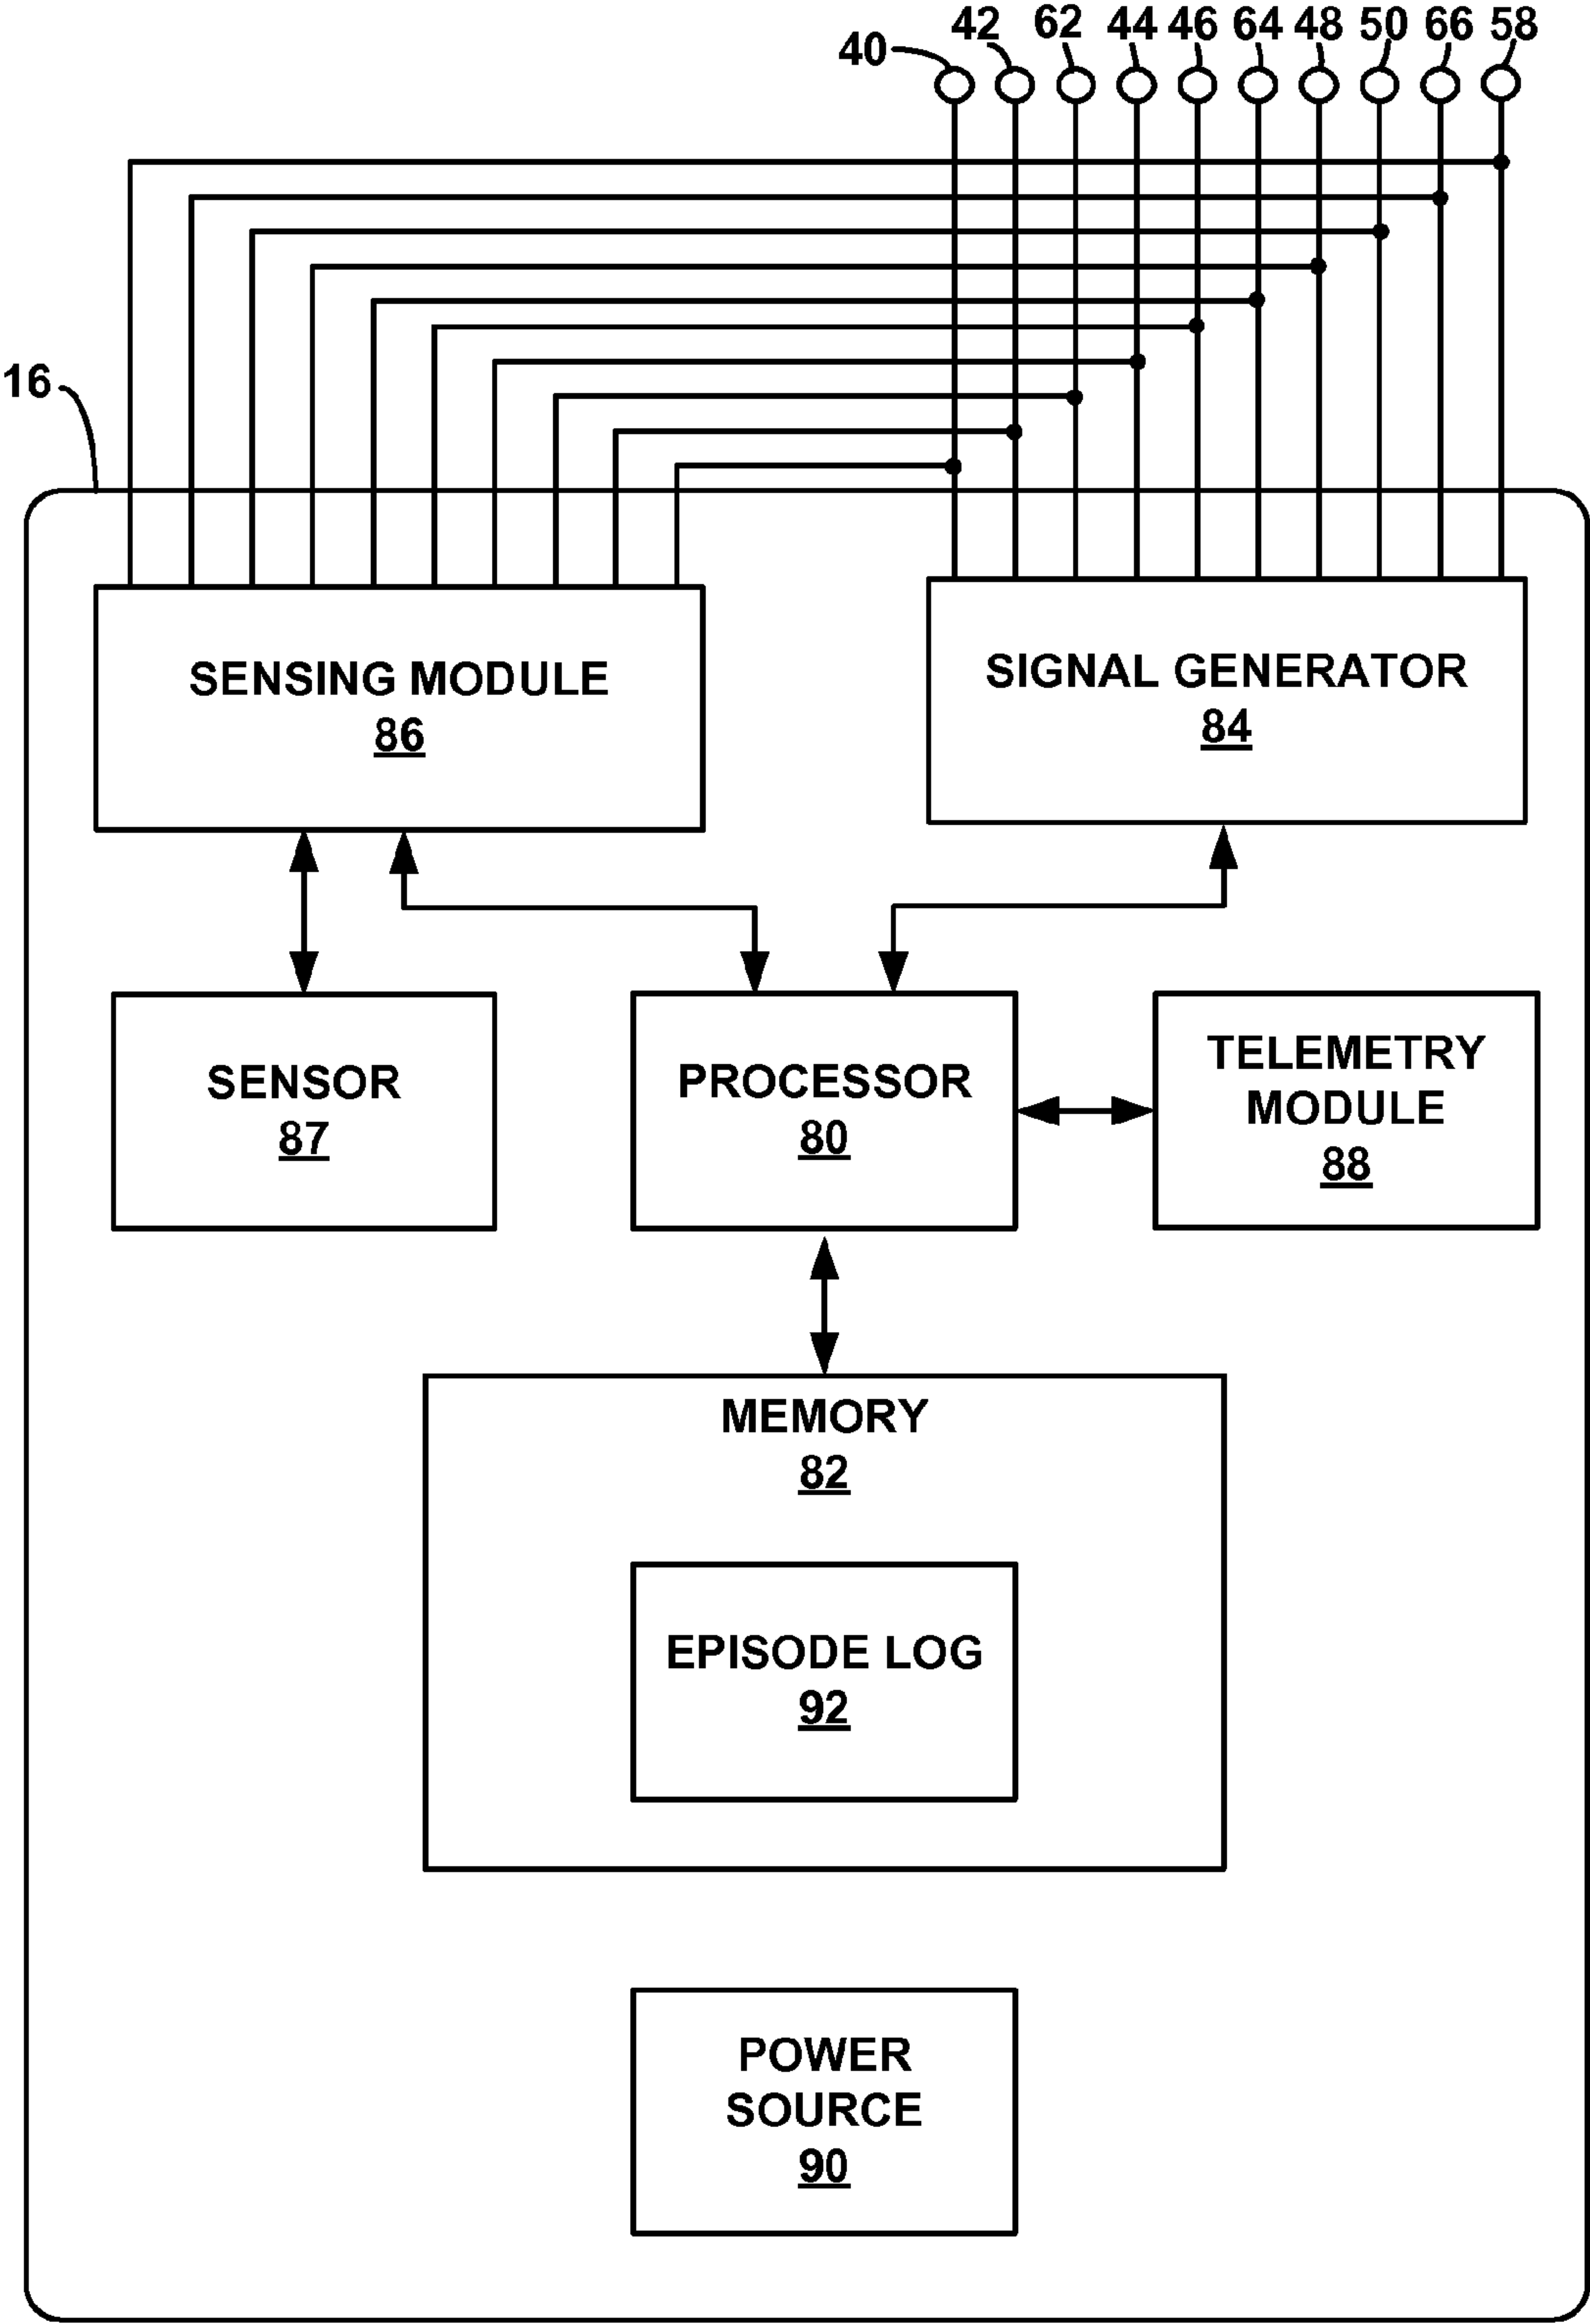 40 42 62 44 46 64 48 50 66 58
16
SENSING MODULE
86
SIGNAL GENERATOR
84
SENSOR
87
PROCESSOR
80
TELEMETRY
MODULE
88
MEMORY
82
EPISODE LOG
92
POWER
SOURCE
90